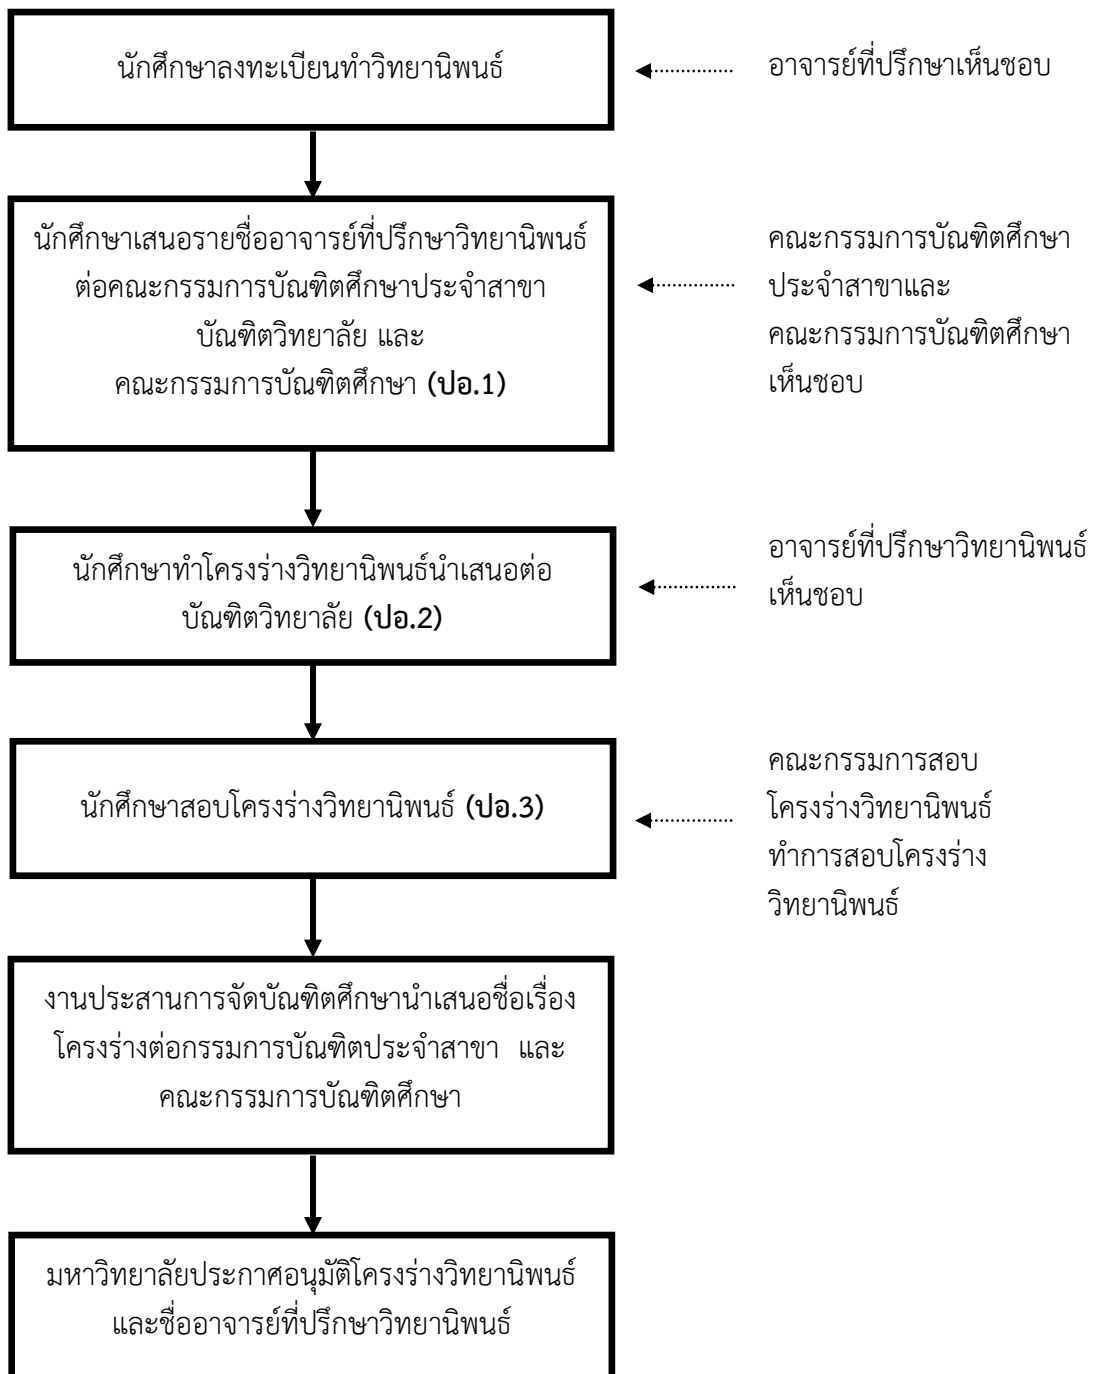 นักศึกษาลงทะเบียนทำวิทยานิพนธ์
อาจารย์ที่ปรึกษาเห็นชอบ
นักศึกษาเสนอรายชื่ออาจารย์ที่ปรึกษาวิทยานิพนธ์
ต่อคณะกรรมการบัณฑิตศึกษาประจำสาขา
บัณฑิตวิทยาลัย และ
คณะกรรมการบัณฑิตศึกษา (ปอ.1)
คณะกรรมการบัณฑิตศึกษา
ประจำสาขาและ
คณะกรรมการบัณฑิตศึกษา
เห็นชอบ
นักศึกษาทำโครงร่างวิทยานิพนธ์นำเสนอต่อ
บัณฑิตวิทยาลัย (ปอ.2)
อาจารย์ที่ปรึกษาวิทยานิพนธ์
เห็นชอบ
นักศึกษาสอบโครงร่างวิทยานิพนธ์ (ปอ.3)
คณะกรรมการสอบ
โครงร่างวิทยานิพนธ์
ทำการสอบโครงร่าง
วิทยานิพนธ์
งานประสานการจัดบัณฑิตศึกษานำเสนอชื่อเรื่อง
โครงร่างต่อกรรมการบัณฑิตประจำสาขา และ
คณะกรรมการบัณฑิตศึกษา
มหาวิทยาลัยประกาศอนุมัติโครงร่างวิทยานิพนธ์
และชื่ออาจารย์ที่ปรึกษาวิทยานิพนธ์